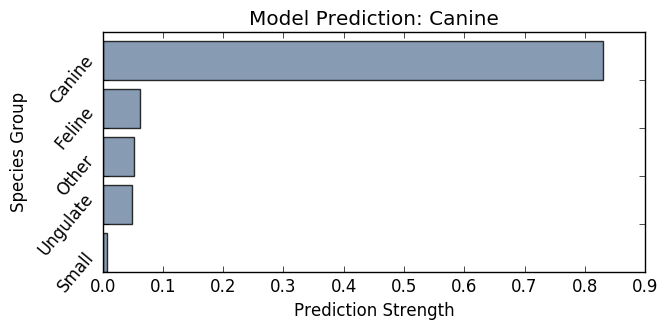 Model Prediction: Canine
Species Group
Canine
Feline
Other
Ungulate
Small
0.0 0.1 0.2 0.3 0.4 0.5 0.6 0.7 0.8 0.9
Prediction Strength